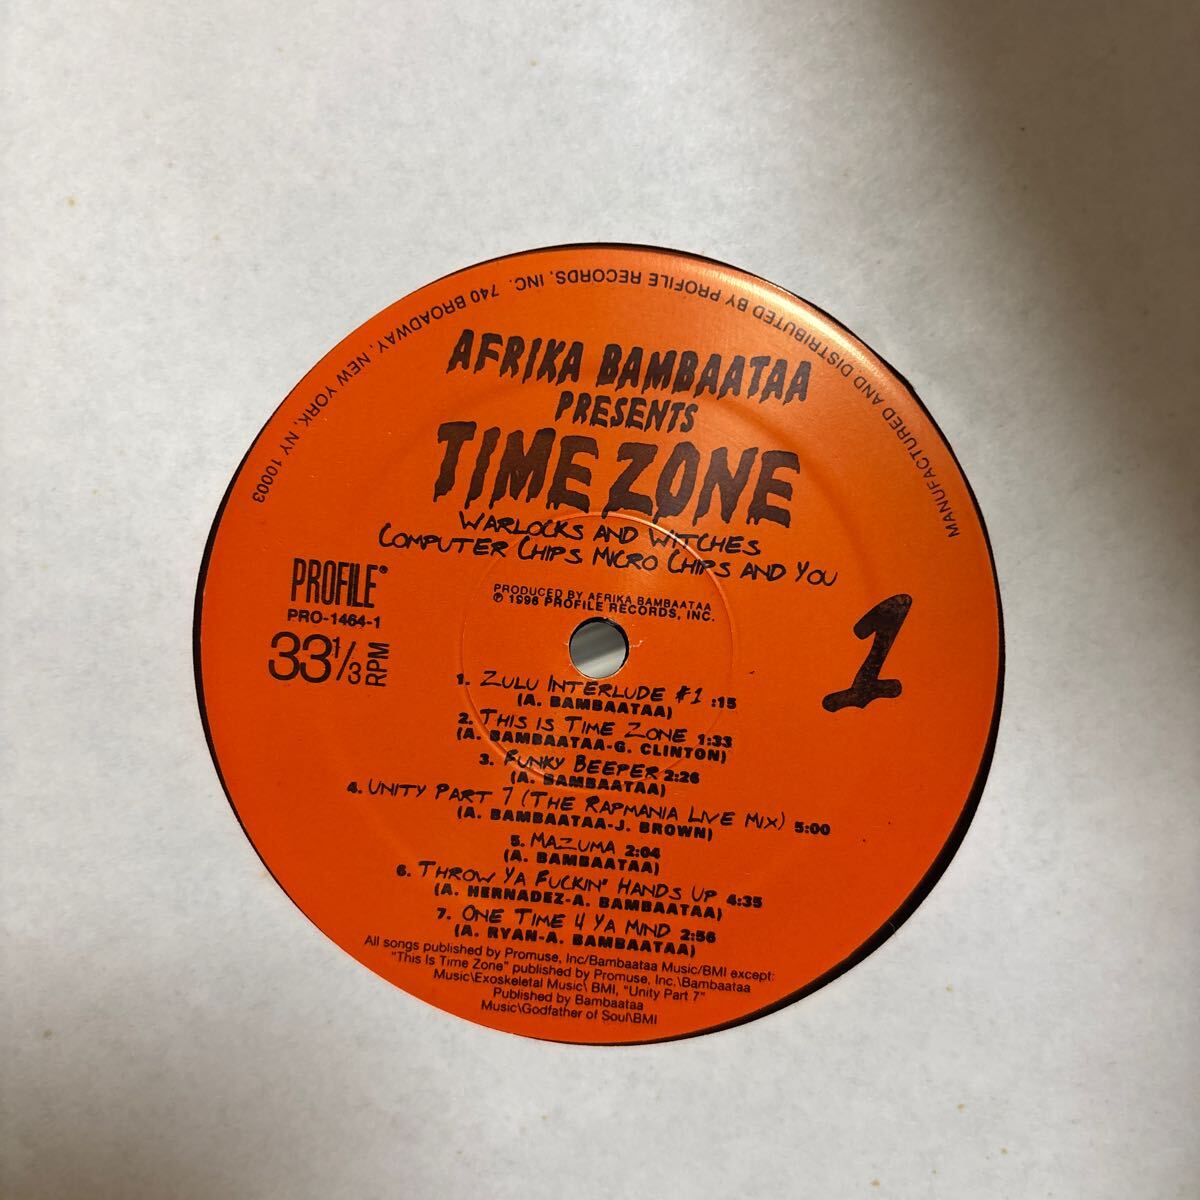 MANUFACTURED AND DISTRIBUTED BY PROFILE RECORDS, INC. 740 BROADWAY, NEW YORK, NY 10003
AFRIKA BAMBAATAA
PRESENTS
TIME ZONE
WARLOCKS AND WITCHES
COMPUTER CHIPS MICRO CHIPS AND YOU
PRODUCED BY AFRIKA BAMBAATAA
℗ 1996 PROFILE RECORDS, INC.
PROFILE®
PRO-1464-1
33 1/3 RPM
1
1. ZULU INTERLUDE #1 :15
(A. BAMBAATAA)
2. THIS IS TIME ZONE 1:33
(A. BAMBAATAA-G. CLINTON)
3. FUNKY BEEPER 2:26
(A. BAMBAATAA)
4. UNITY PART 7 (THE RAPMANIA LIVE MIX) 5:00
(A. BAMBAATAA-J. BROWN)
5. MAZUMA 2:04
(A. BAMBAATAA)
6. THROW YA FUCKIN' HANDS UP 4:35
(A. HERNADEZ-A. BAMBAATAA)
7. ONE TIME 4 YA MIND 2:56
(A. RYAN-A. BAMBAATAA)
All songs published by Promuse, Inc/Bambaataa Music/BMI except:
"This Is Time Zone" published by Promuse, Inc.\Bambaataa
Music\Exoskeletal Music\ BMI, "Unity Part 7"
Published by Bambaataa
Music\Godfather of Soul\BMI